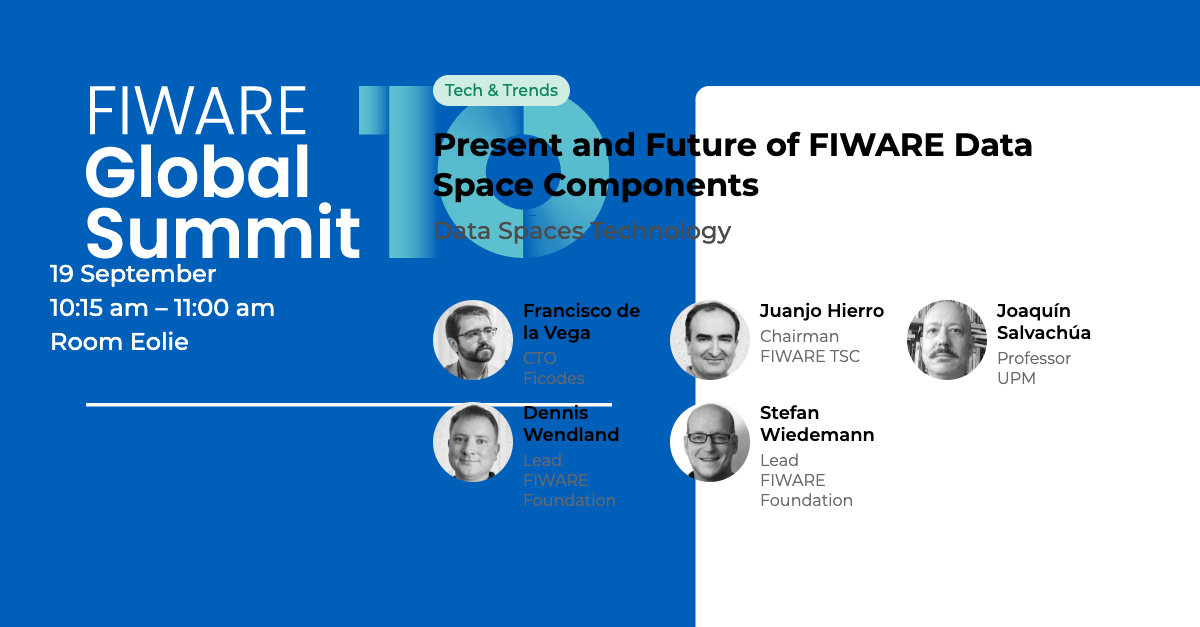 FIWARE
Global
Summit
10
19 September
10:15 am – 11:00 am
Room Eolie
Tech & Trends
Present and Future of FIWARE Data
Space Components
Data Spaces Technology
Francisco de
la Vega
CTO
Ficodes
Juanjo Hierro
Chairman
FIWARE TSC
Joaquín
Salvachúa
Professor
UPM
Dennis
Wendland
Lead
FIWARE
Foundation
Stefan
Wiedemann
Lead
FIWARE
Foundation